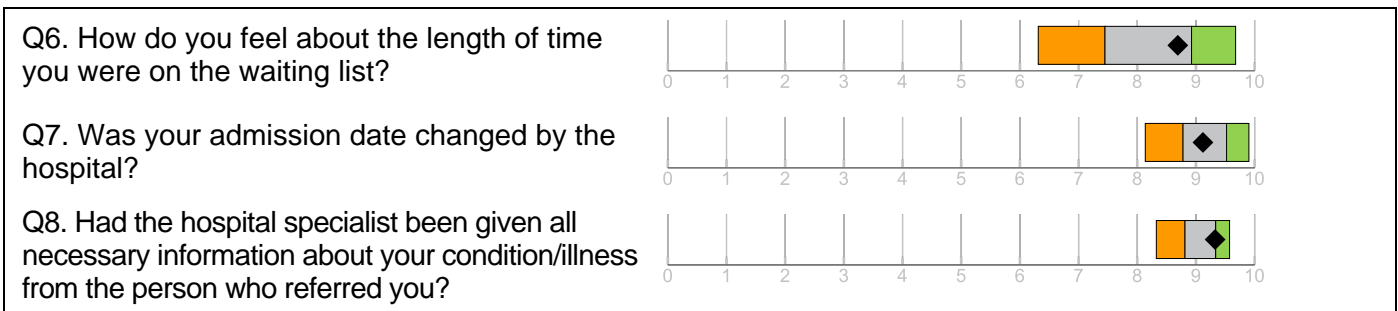 Q6. How do you feel about the length of time
you were on the waiting list?
0 1 2 3 4 5 6 7 8 9 10
Q7. Was your admission date changed by the
hospital?
0 1 2 3 4 5 6 7 8 9 10
Q8. Had the hospital specialist been given all
necessary information about your condition/illness
from the person who referred you?
0 1 2 3 4 5 6 7 8 9 10